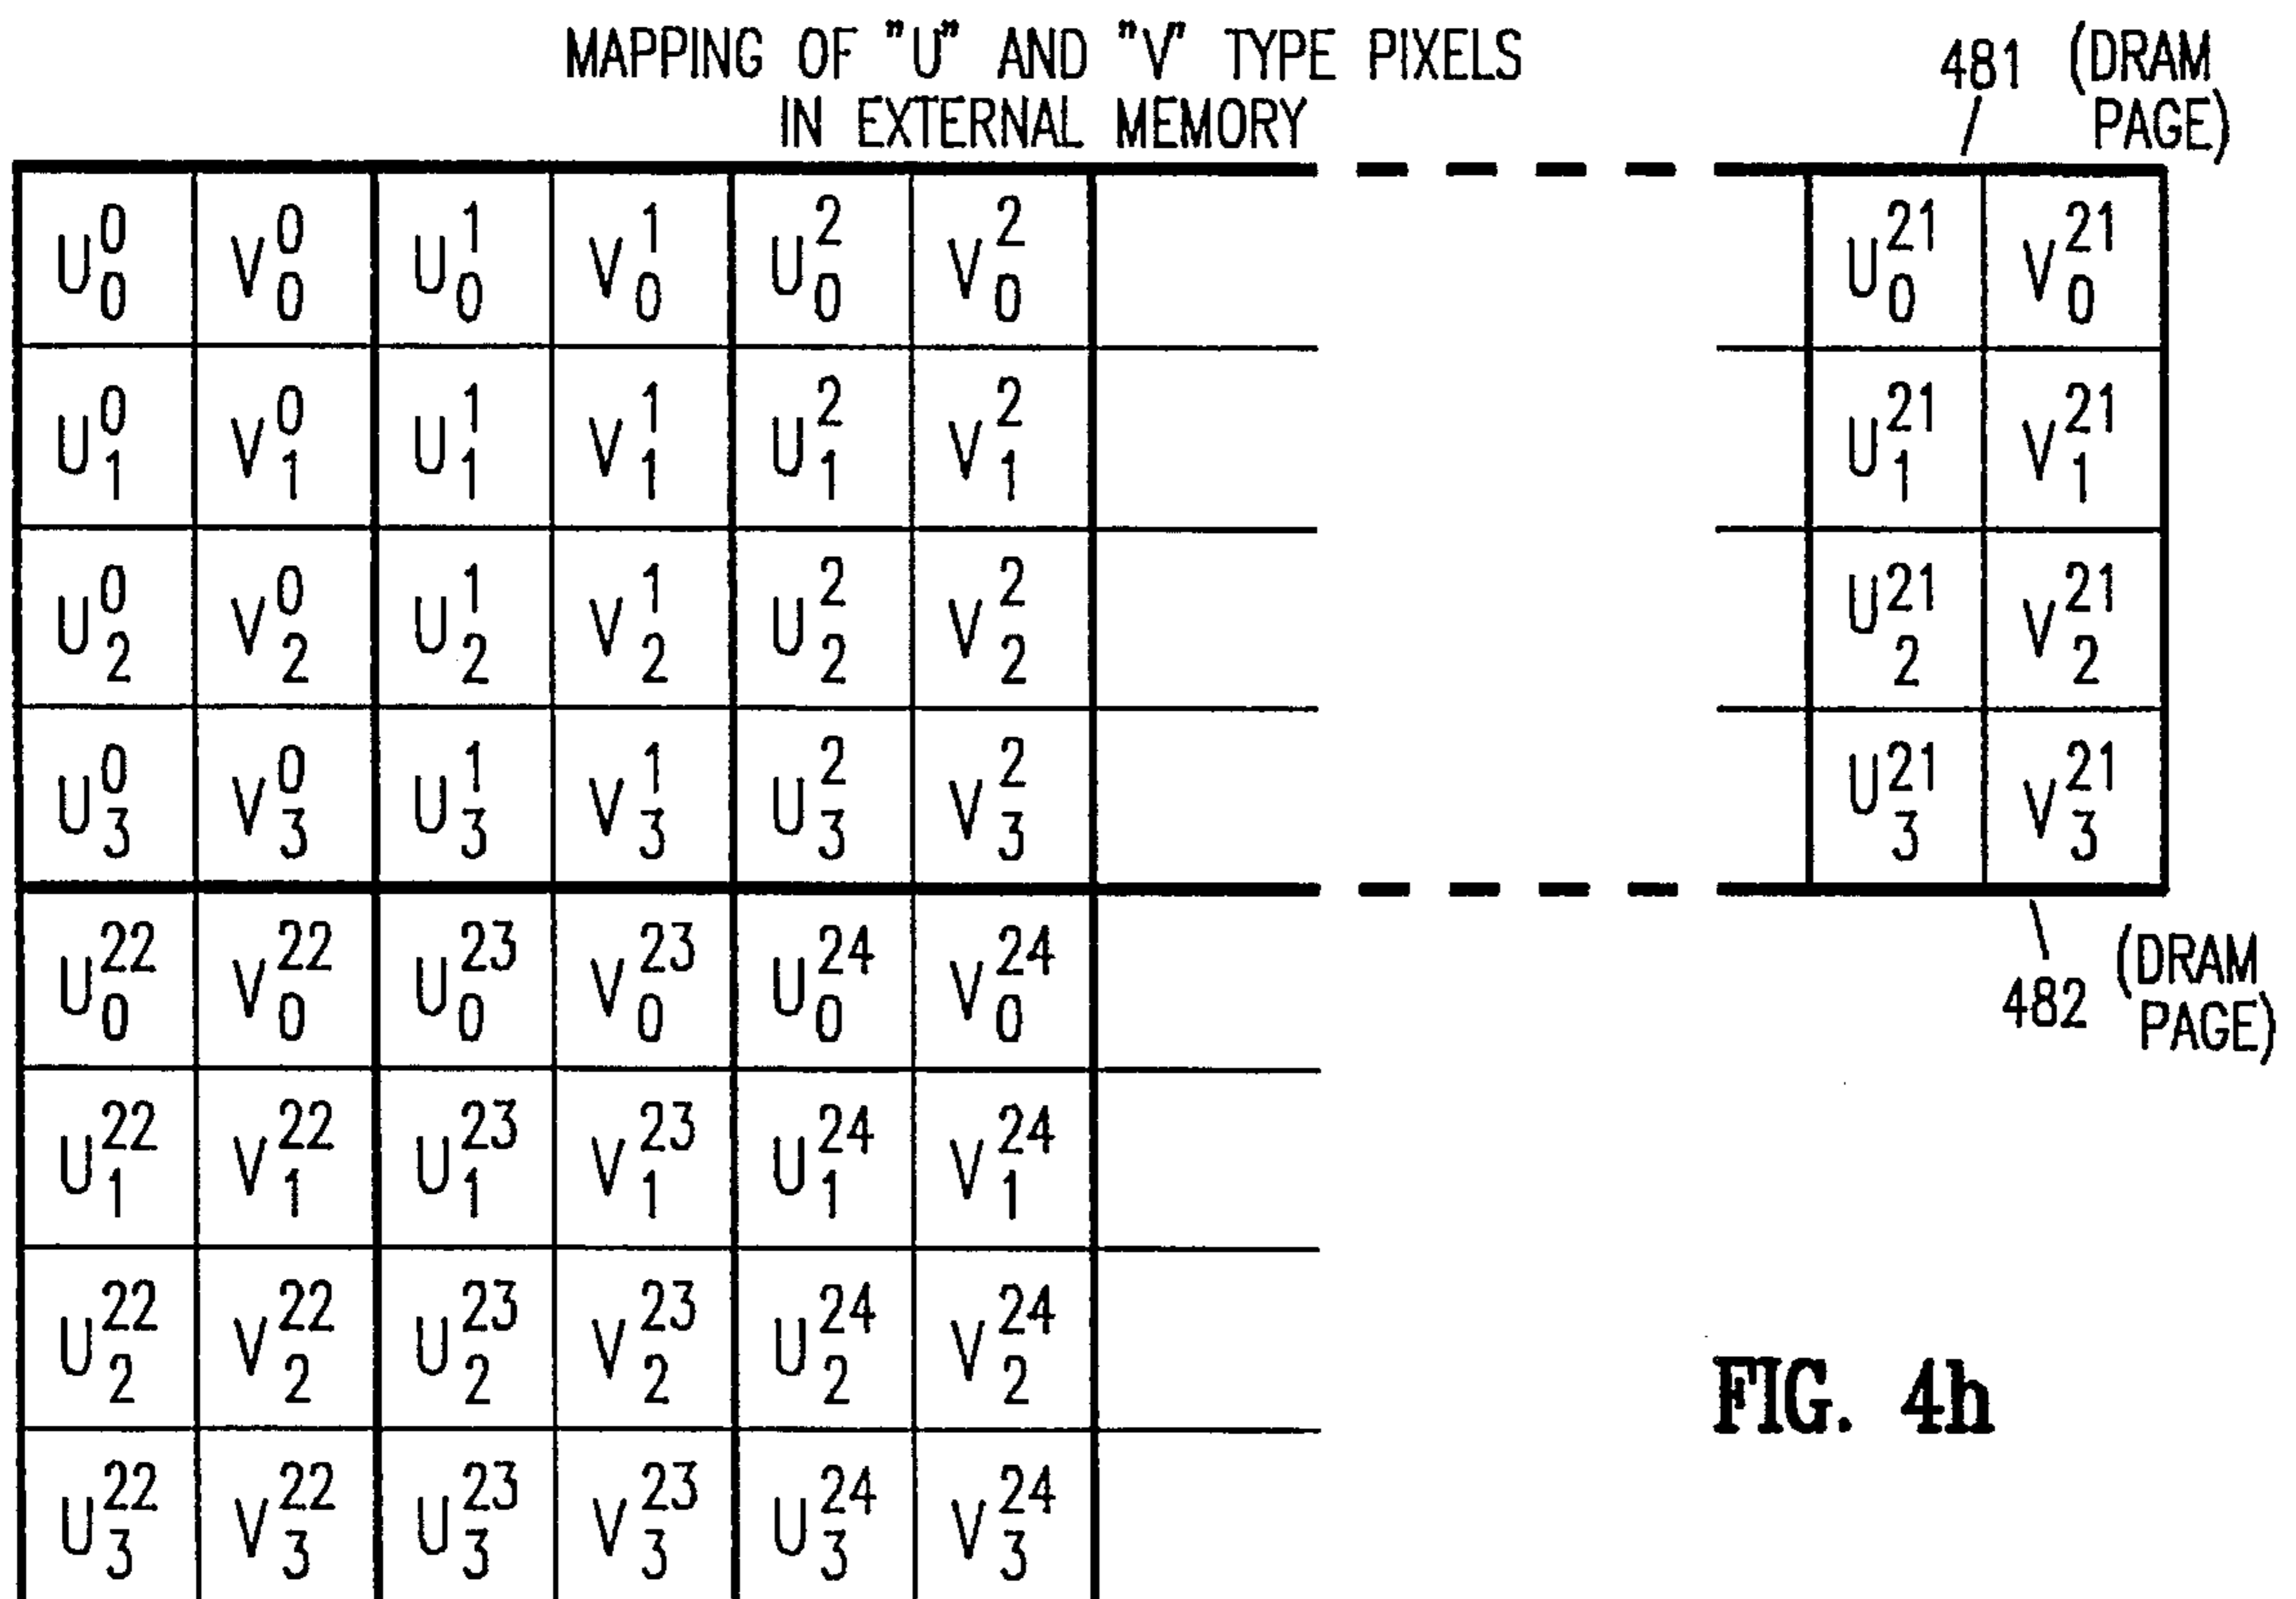 MAPPING OF "U" AND "V" TYPE PIXELS
IN EXTERNAL MEMORY
481 (DRAM
PAGE)
U⁰₀ V⁰₀ U¹₀ V¹₀ U²₀ V²₀ U²¹₀ V²¹₀
U⁰₁ V⁰₁ U¹₁ V¹₁ U²₁ V²₁ U²¹₁ V²¹₁
U⁰₂ V⁰₂ U¹₂ V¹₂ U²₂ V²₂ U²¹₂ V²¹₂
U⁰₃ V⁰₃ U¹₃ V¹₃ U²₃ V²₃ U²¹₃ V²¹₃
U²²₀ V²²₀ U²³₀ V²³₀ U²⁴₀ V²⁴₀
482 (DRAM
PAGE)
U²²₁ V²²₁ U²³₁ V²³₁ U²⁴₁ V²⁴₁
U²²₂ V²²₂ U²³₂ V²³₂ U²⁴₂ V²⁴₂
U²²₃ V²²₃ U²³₃ V²³₃ U²⁴₃ V²⁴₃
FIG. 4h